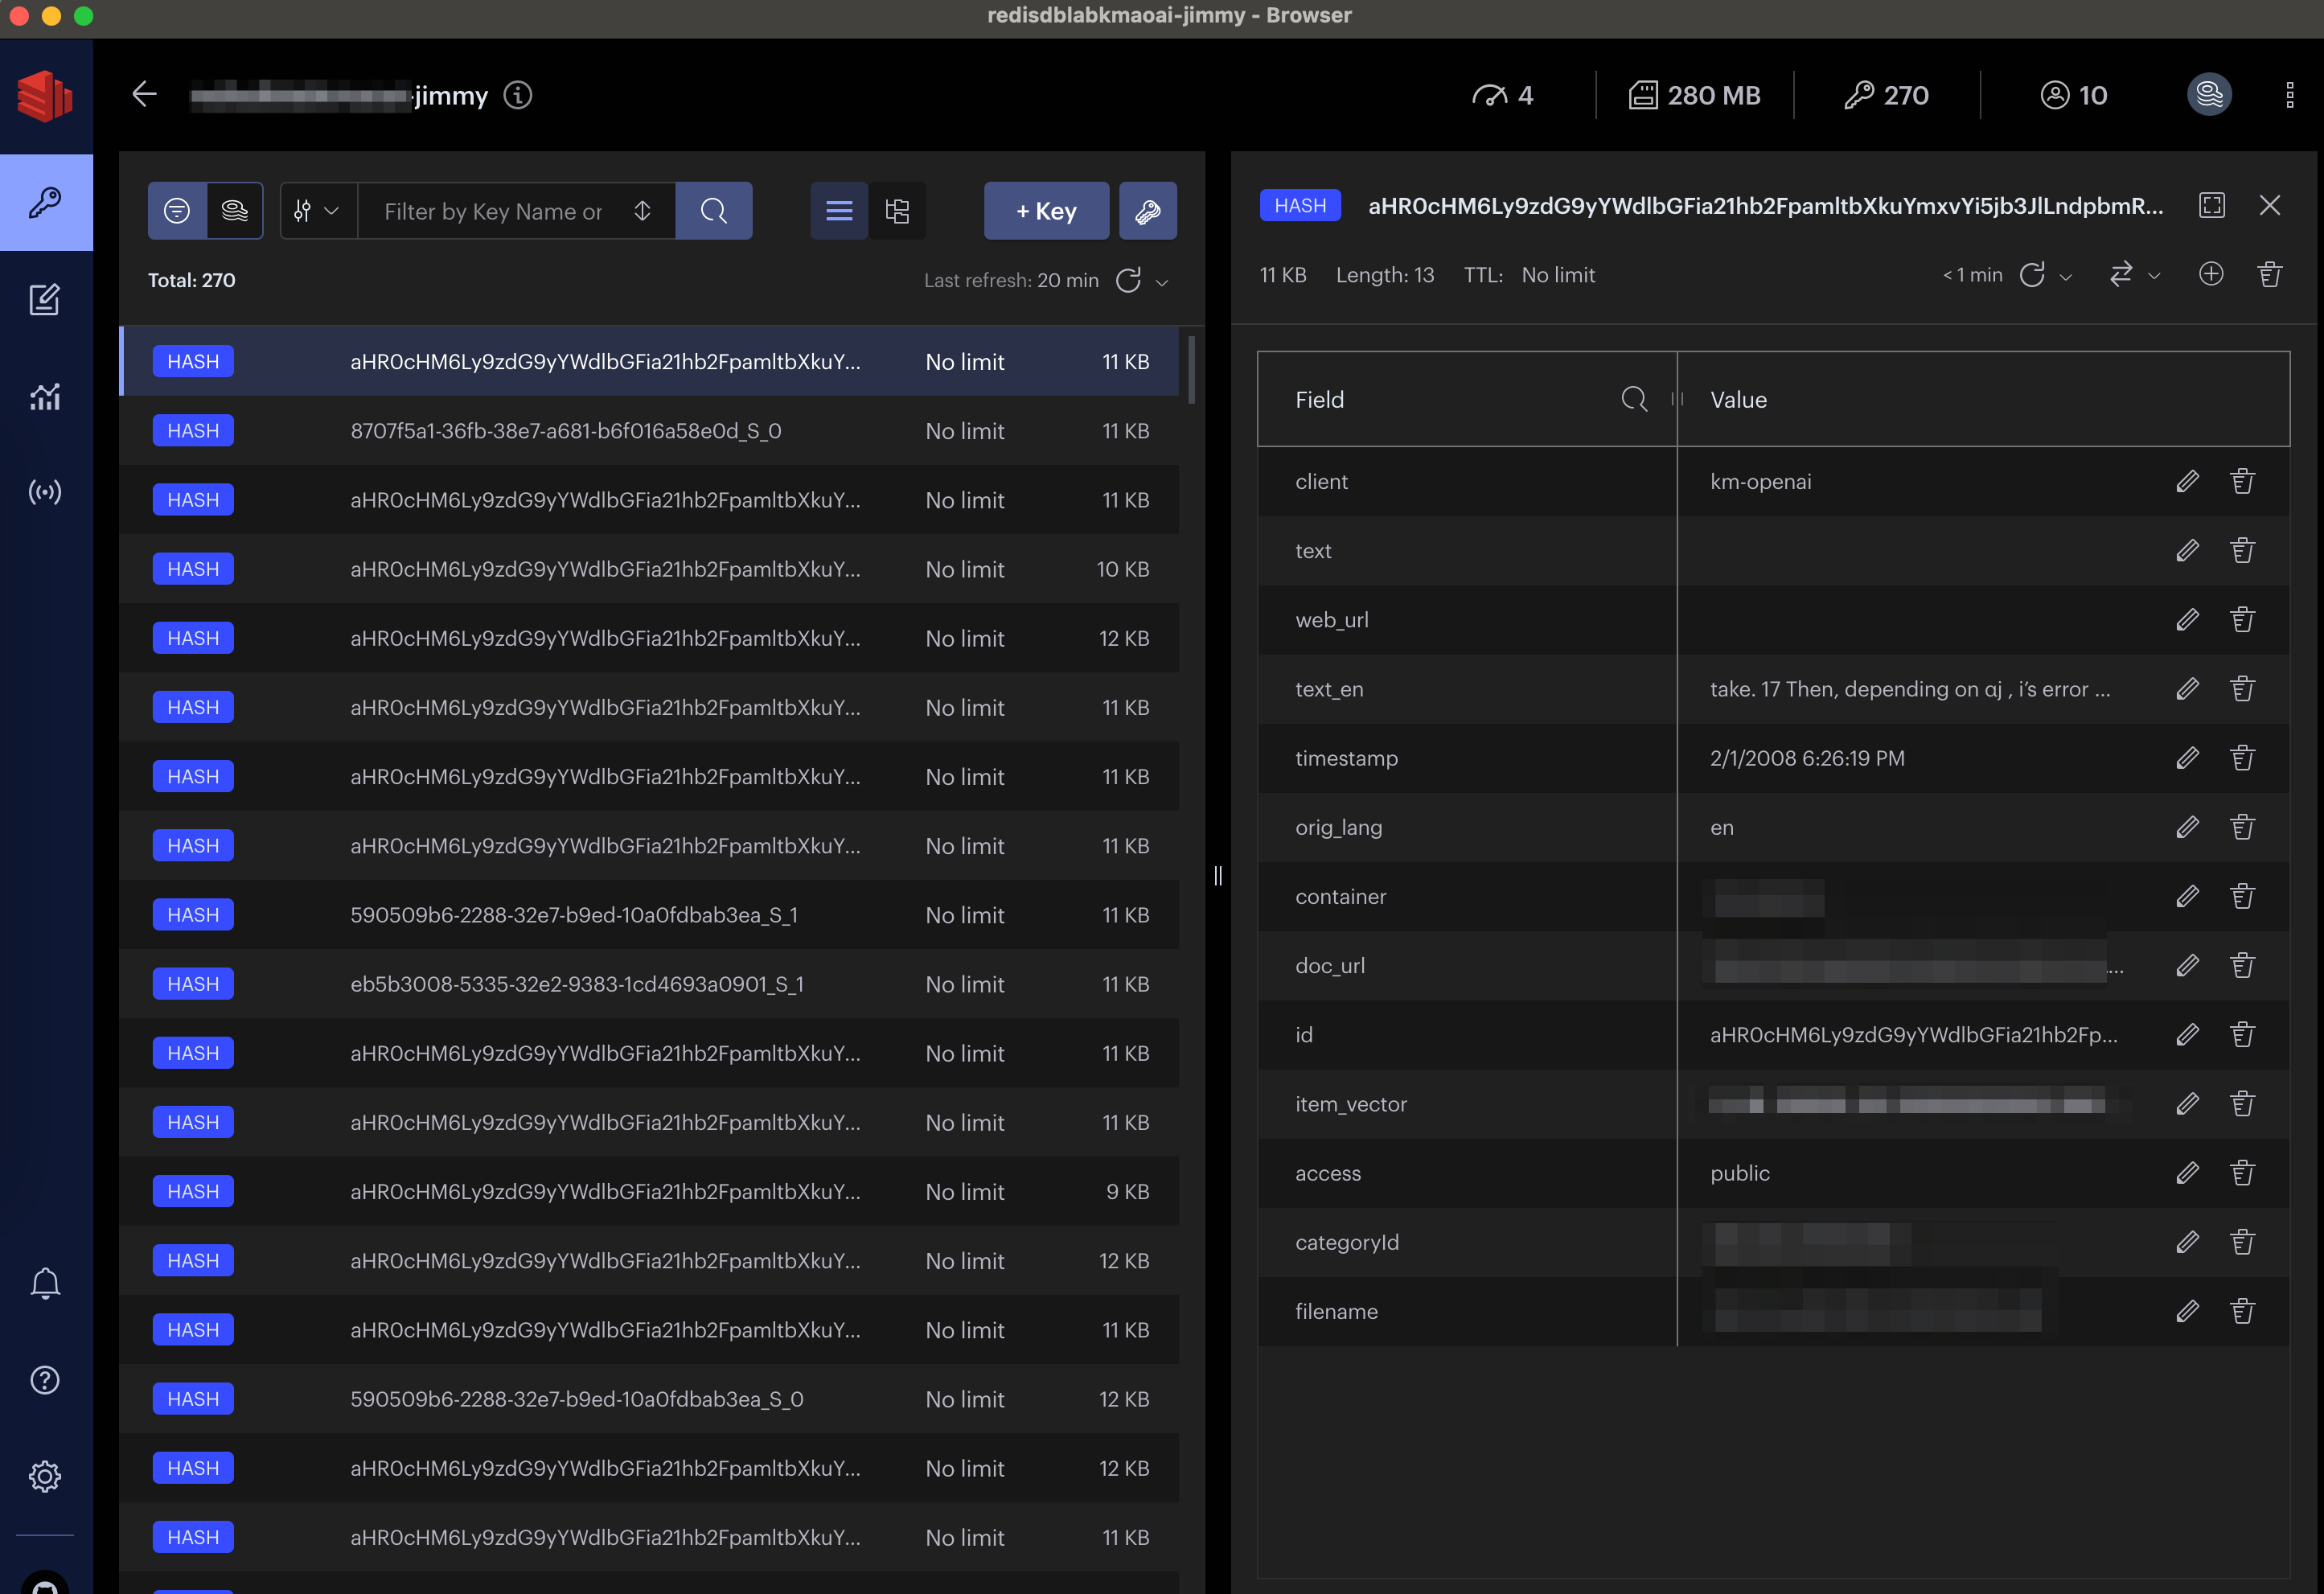 redisdblabkmaoai-jimmy - Browser
-jimmy
4
280 MB
270
10
Filter by Key Name or
+ Key
Total: 270
Last refresh: 20 min
HASH aHR0cHM6Ly9zdG9yYWdlbGFia21hb2FpamltbXkuY... No limit 11 KB
HASH 8707f5a1-36fb-38e7-a681-b6f016a58e0d_S_0 No limit 11 KB
HASH aHR0cHM6Ly9zdG9yYWdlbGFia21hb2FpamltbXkuY... No limit 11 KB
HASH aHR0cHM6Ly9zdG9yYWdlbGFia21hb2FpamltbXkuY... No limit 10 KB
HASH aHR0cHM6Ly9zdG9yYWdlbGFia21hb2FpamltbXkuY... No limit 12 KB
HASH aHR0cHM6Ly9zdG9yYWdlbGFia21hb2FpamltbXkuY... No limit 11 KB
HASH aHR0cHM6Ly9zdG9yYWdlbGFia21hb2FpamltbXkuY... No limit 11 KB
HASH aHR0cHM6Ly9zdG9yYWdlbGFia21hb2FpamltbXkuY... No limit 11 KB
HASH 590509b6-2288-32e7-b9ed-10a0fdbab3ea_S_1 No limit 11 KB
HASH eb5b3008-5335-32e2-9383-1cd4693a0901_S_1 No limit 11 KB
HASH aHR0cHM6Ly9zdG9yYWdlbGFia21hb2FpamltbXkuY... No limit 11 KB
HASH aHR0cHM6Ly9zdG9yYWdlbGFia21hb2FpamltbXkuY... No limit 11 KB
HASH aHR0cHM6Ly9zdG9yYWdlbGFia21hb2FpamltbXkuY... No limit 9 KB
HASH aHR0cHM6Ly9zdG9yYWdlbGFia21hb2FpamltbXkuY... No limit 12 KB
HASH aHR0cHM6Ly9zdG9yYWdlbGFia21hb2FpamltbXkuY... No limit 11 KB
HASH 590509b6-2288-32e7-b9ed-10a0fdbab3ea_S_0 No limit 12 KB
HASH aHR0cHM6Ly9zdG9yYWdlbGFia21hb2FpamltbXkuY... No limit 12 KB
HASH aHR0cHM6Ly9zdG9yYWdlbGFia21hb2FpamltbXkuY... No limit 11 KB
HASH aHR0cHM6Ly9zdG9yYWdlbGFia21hb2FpamltbXkuYmxvYi5jb3JlLndpbmR...
11 KB Length: 13 TTL: No limit
< 1 min
Field Value
client km-openai
text
web_url
text_en take. 17 Then, depending on αj , i’s error ...
timestamp 2/1/2008 6:26:19 PM
orig_lang en
container
doc_url ...
id aHR0cHM6Ly9zdG9yYWdlbGFia21hb2Fp...
item_vector
access public
categoryId
filename